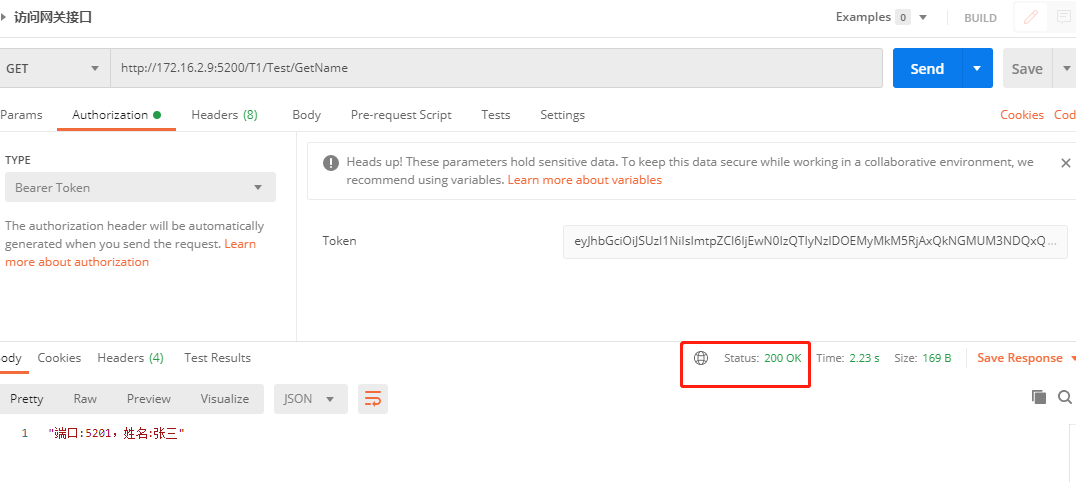 访问网关接口
Examples 0
BUILD
GET
http://172.16.2.9:5200/T1/Test/GetName
Send
Save
Params
Authorization
Headers (8)
Body
Pre-request Script
Tests
Settings
Cookies
Cod
TYPE
Bearer Token
The authorization header will be automatically
generated when you send the request. Learn
more about authorization
Heads up! These parameters hold sensitive data. To keep this data secure while working in a collaborative environment, we
recommend using variables. Learn more about variables
Token
ody
Cookies
Headers (4)
Test Results
Status: 200 OK
Time: 2.23 s
Size: 169 B
Save Response
Pretty
Raw
Preview
Visualize
JSON
1
"端口:5201，姓名:张三"